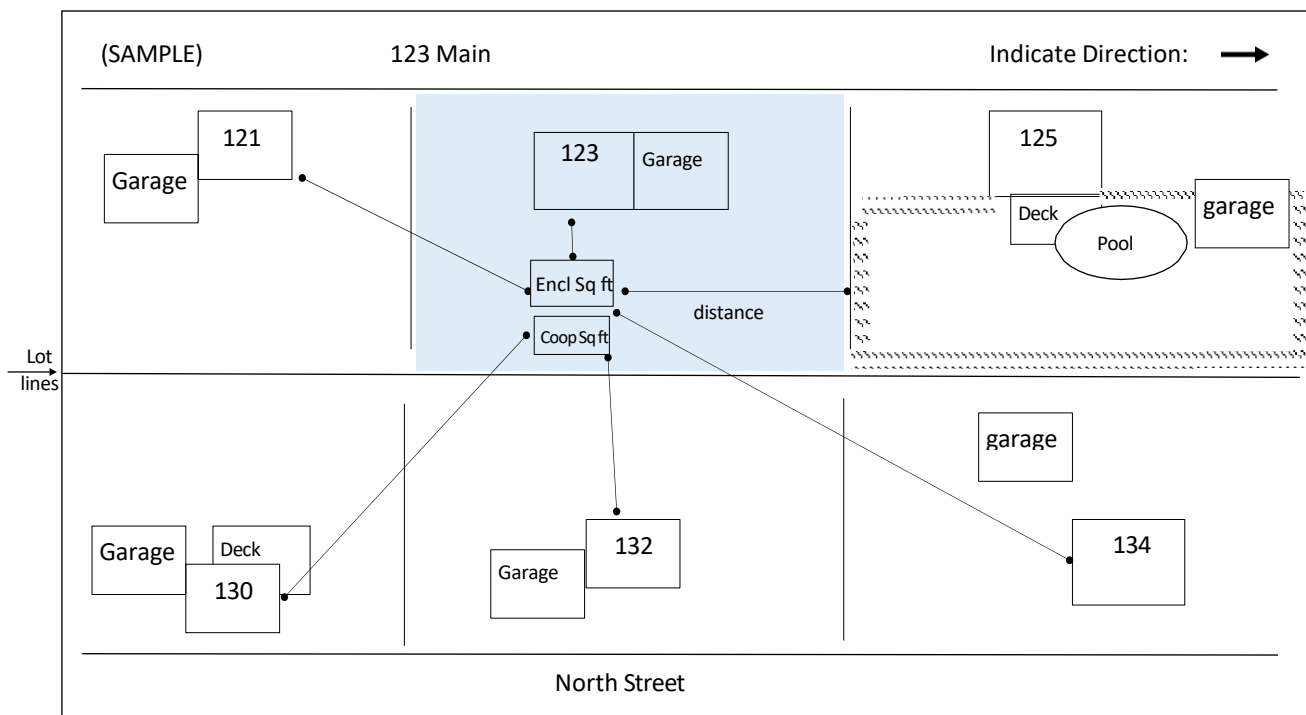 (SAMPLE) 123 Main Indicate Direction:
121
Garage
123
Garage
125
Deck
Pool
garage
Encl Sq ft
distance
Coop Sq ft
Lot
lines
garage
Garage
Deck
130
132
Garage
134
North Street